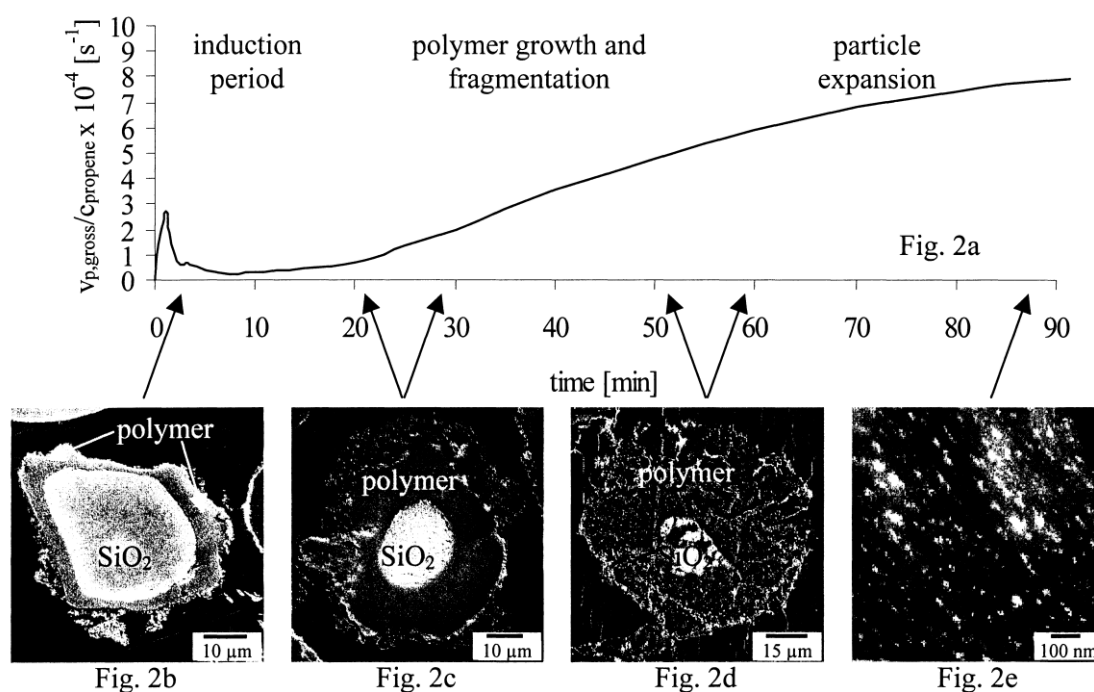 10
9
8
7
6
5
4
3
2
1
0
v_p,gross/c_propene x 10^-4 [s^-1]
induction
period
polymer growth and
fragmentation
particle
expansion
Fig. 2a
0 10 20 30 40 50 60 70 80 90
time [min]
polymer
SiO₂
10 µm
Fig. 2b
polymer
SiO₂
10 µm
Fig. 2c
polymer
iO
15 µm
Fig. 2d
100 nm
Fig. 2e